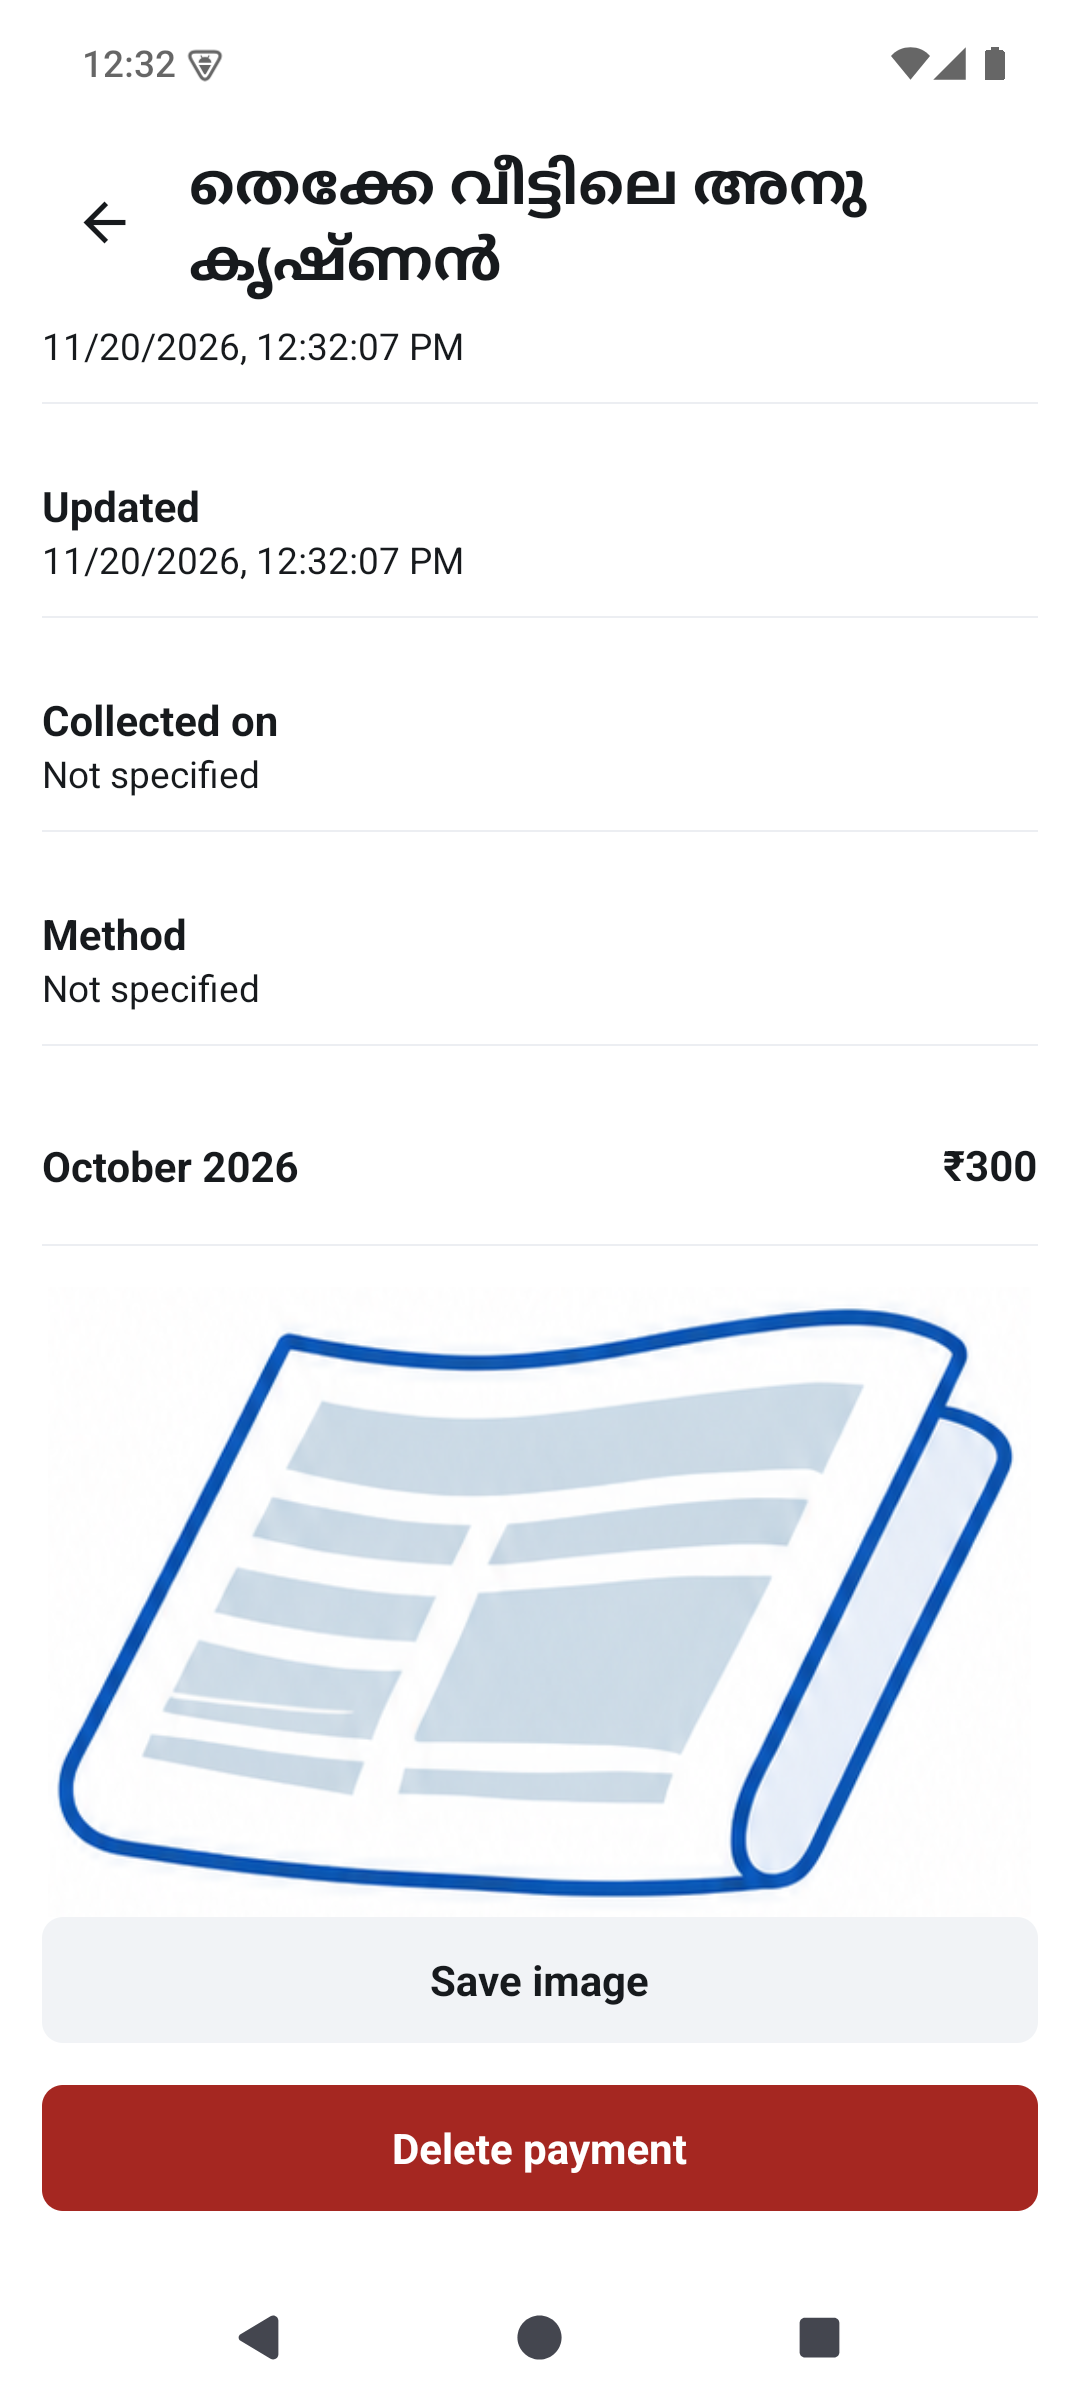 12:32
തെക്കേ വീട്ടിലെ അനു
കൃഷ്ണൻ
11/20/2026, 12:32:07 PM
Updated
11/20/2026, 12:32:07 PM
Collected on
Not specified
Method
Not specified
October 2026 ₹300
Save image
Delete payment